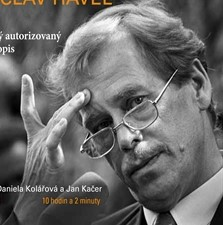 CLAV HAVEL
ý autorizovaný
opis
Daniela Kolářová a Jan Kačer
10 hodin a 2 minuty